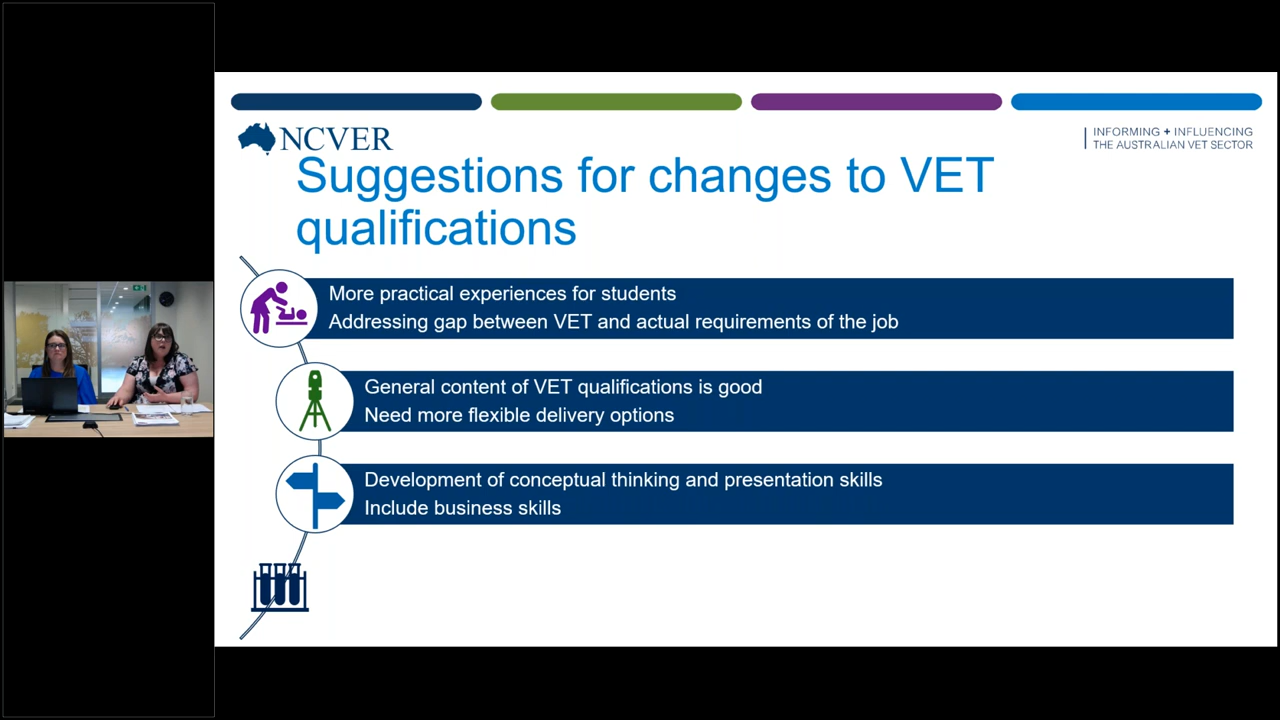 NCVER
INFORMING + INFLUENCING
THE AUSTRALIAN VET SECTOR
Suggestions for changes to VET
qualifications
More practical experiences for students
Addressing gap between VET and actual requirements of the job
General content of VET qualifications is good
Need more flexible delivery options
Development of conceptual thinking and presentation skills
Include business skills